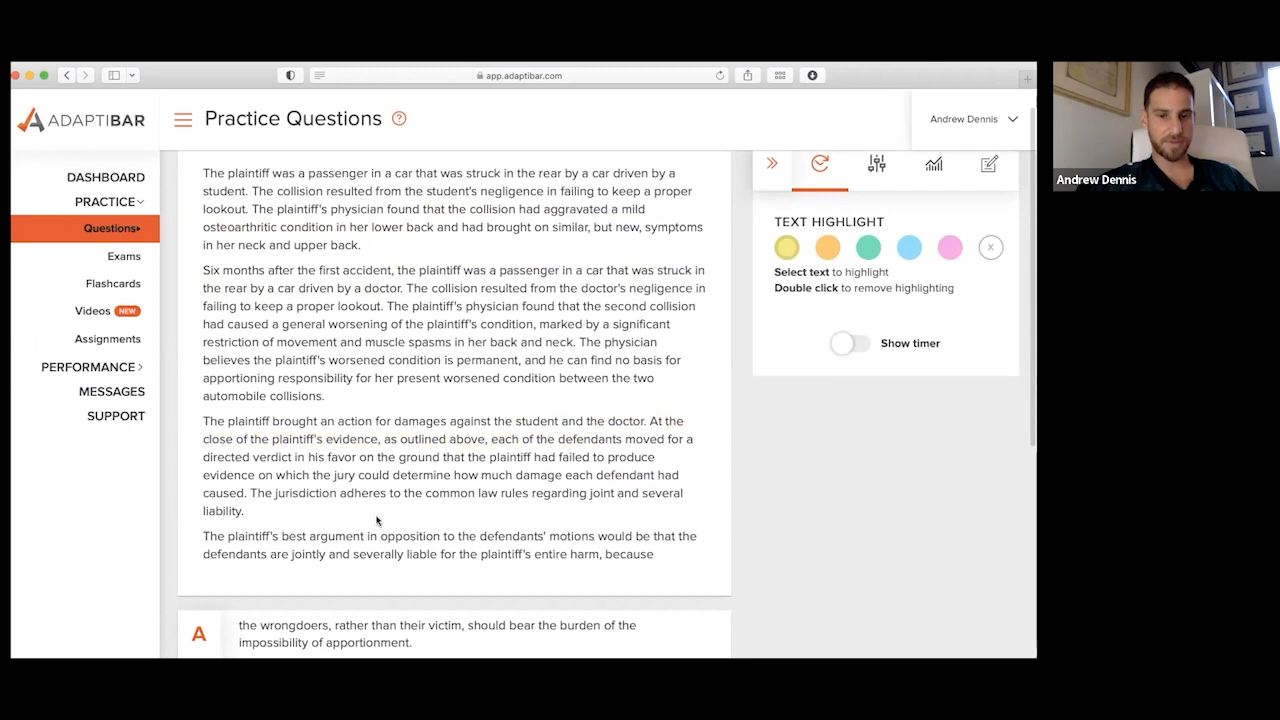 app.adaptibar.com
ADAPTIBAR
Practice Questions ?
Andrew Dennis
DASHBOARD
PRACTICE
Questions
Exams
Flashcards
Videos NEW
Assignments
PERFORMANCE
MESSAGES
SUPPORT
The plaintiff was a passenger in a car that was struck in the rear by a car driven by a
student. The collision resulted from the student's negligence in failing to keep a proper
lookout. The plaintiff's physician found that the collision had aggravated a mild
osteoarthritic condition in her lower back and had brought on similar, but new, symptoms
in her neck and upper back.
Six months after the first accident, the plaintiff was a passenger in a car that was struck in
the rear by a car driven by a doctor. The collision resulted from the doctor's negligence in
failing to keep a proper lookout. The plaintiff's physician found that the second collision
had caused a general worsening of the plaintiff's condition, marked by a significant
restriction of movement and muscle spasms in her back and neck. The physician
believes the plaintiff's worsened condition is permanent, and he can find no basis for
apportioning responsibility for her present worsened condition between the two
automobile collisions.
The plaintiff brought an action for damages against the student and the doctor. At the
close of the plaintiff's evidence, as outlined above, each of the defendants moved for a
directed verdict in his favor on the ground that the plaintiff had failed to produce
evidence on which the jury could determine how much damage each defendant had
caused. The jurisdiction adheres to the common law rules regarding joint and several
liability.
The plaintiff's best argument in opposition to the defendants' motions would be that the
defendants are jointly and severally liable for the plaintiff's entire harm, because
A
the wrongdoers, rather than their victim, should bear the burden of the
impossibility of apportionment.
TEXT HIGHLIGHT
Select text to highlight
Double click to remove highlighting
Show timer
Andrew Dennis